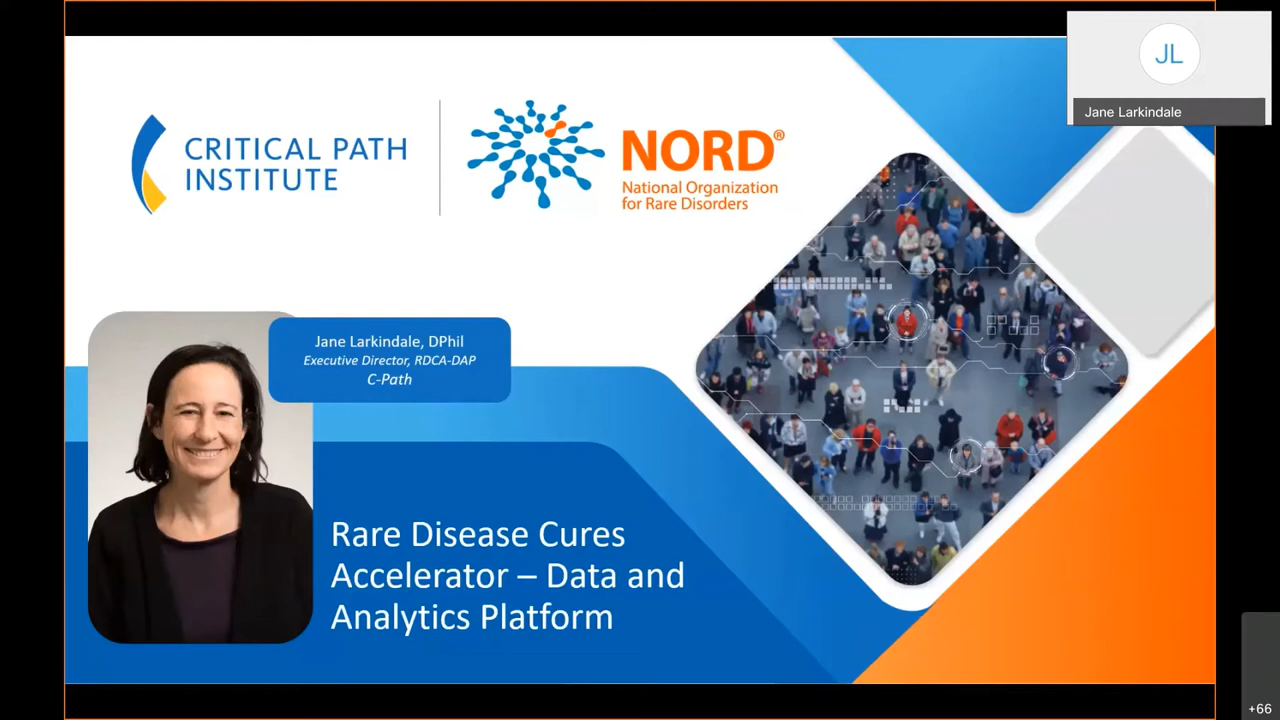 CRITICAL PATH
INSTITUTE
NORD®
National Organization
for Rare Disorders
JL
Jane Larkindale
Jane Larkindale, DPhil
Executive Director, RDCA-DAP
C-Path
Rare Disease Cures
Accelerator – Data and
Analytics Platform
+66